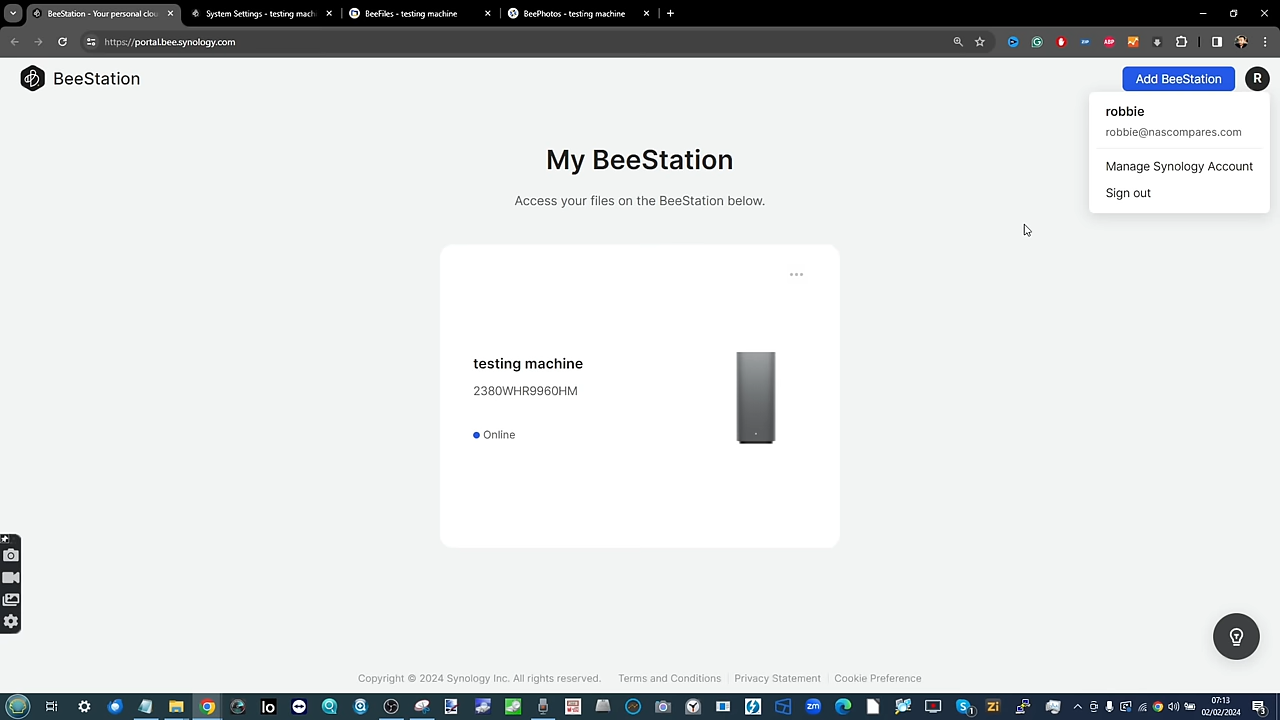 BeeStation - Your personal clou
System Settings - testing mach
BeeFiles - testing machine
BeePhotos - testing machine
https://portal.bee.synology.com
BeeStation
Add BeeStation
R
robbie
robbie@nascompares.com
Manage Synology Account
Sign out
My BeeStation
Access your files on the BeeStation below.
testing machine
2380WHR9960HM
Online
Copyright © 2024 Synology Inc. All rights reserved.
Terms and Conditions
Privacy Statement
Cookie Preference
07:13
02/02/2024